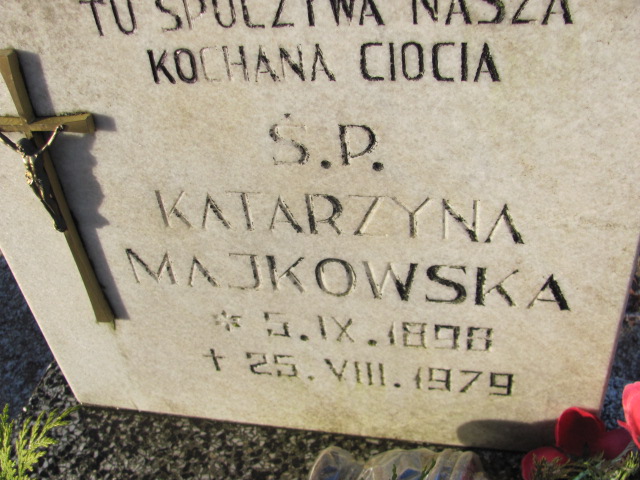 TU SPOCZYWA NASZA
KOCHANA CIOCIA
Ś.P.
KATARZYNA
MAJKOWSKA
* 5.IX.1898
+ 25.VIII.1979